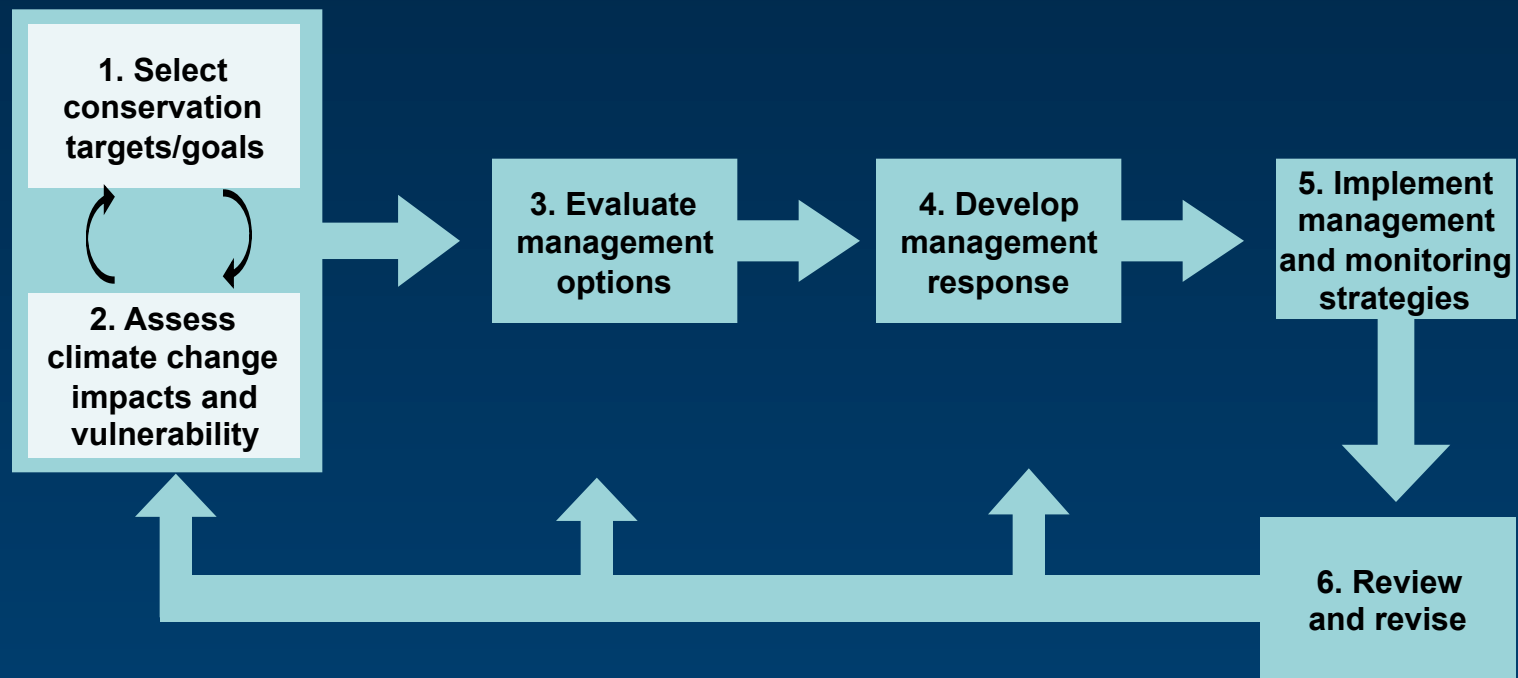 1. Select
conservation
targets/goals
2. Assess
climate change
impacts and
vulnerability
3. Evaluate
management
options
4. Develop
management
response
5. Implement
management
and monitoring
strategies
6. Review
and revise